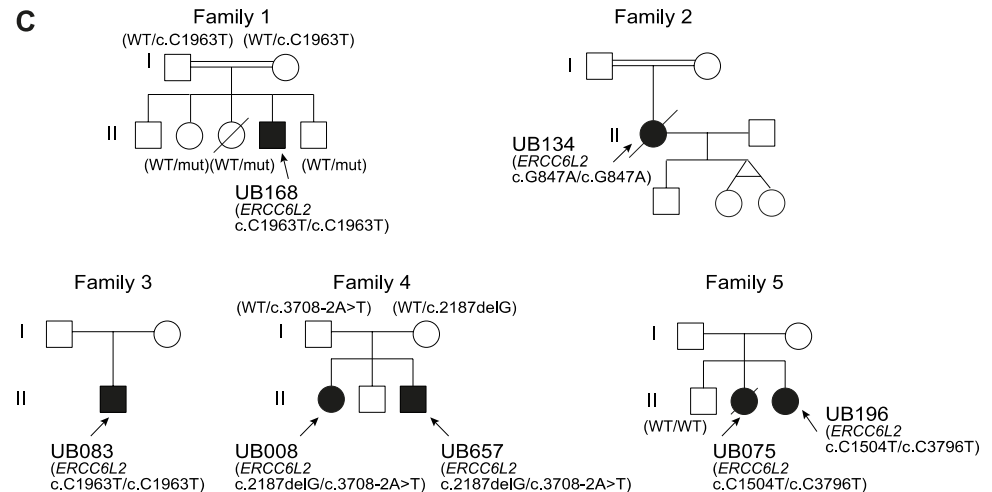 C
Family 1
(WT/c.C1963T) (WT/c.C1963T)
I
II
(WT/mut) (WT/mut) (WT/mut)
UB168
(ERCC6L2
c.C1963T/c.C1963T)
Family 2
I
II
UB134
(ERCC6L2
c.G847A/c.G847A)
Family 3
I
II
UB083
(ERCC6L2
c.C1963T/c.C1963T)
Family 4
(WT/c.3708-2A>T) (WT/c.2187delG)
I
II
UB008
(ERCC6L2
c.2187delG/c.3708-2A>T)
UB657
(ERCC6L2
c.2187delG/c.3708-2A>T)
Family 5
I
II
(WT/WT)
UB075
(ERCC6L2
c.C1504T/c.C3796T)
UB196
(ERCC6L2
c.C1504T/c.C3796T)